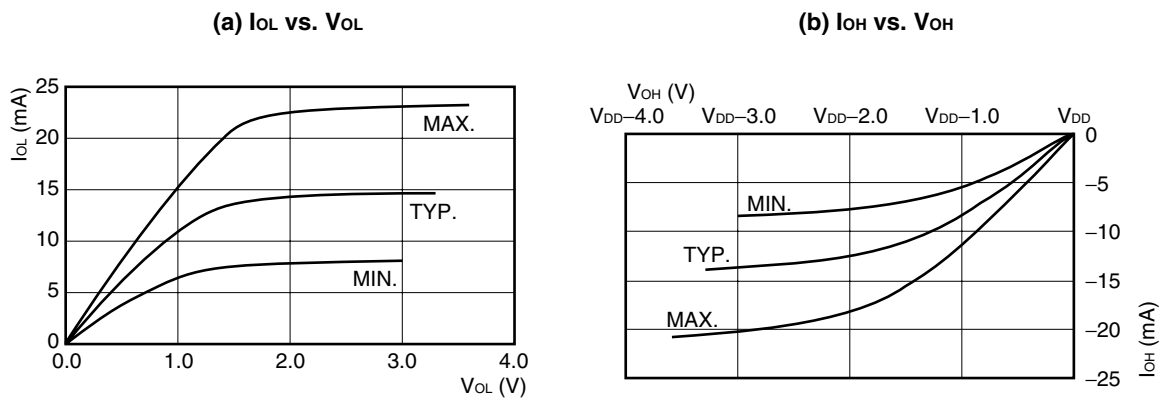 (a) IOL vs. VOL
IOL (mA)
25
20
15
10
5
0
0.0 1.0 2.0 3.0 4.0
VOL (V)
MAX.
TYP.
MIN.
(b) IOH vs. VOH
VOH (V)
VDD−4.0 VDD−3.0 VDD−2.0 VDD−1.0 VDD
0
−5
−10
−15
−20
−25
IOH (mA)
MIN.
TYP.
MAX.